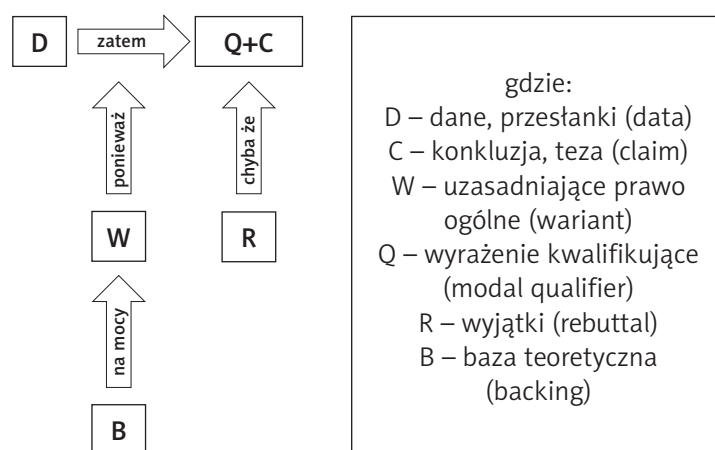 D
zatem
Q+C
ponieważ
chyba że
W
R
na mocy
B
gdzie:
D – dane, przesłanki (data)
C – konkluzja, teza (claim)
W – uzasadniające prawo
ogólne (wariant)
Q – wyrażenie kwalifikujące
(modal qualifier)
R – wyjątki (rebuttal)
B – baza teoretyczna
(backing)